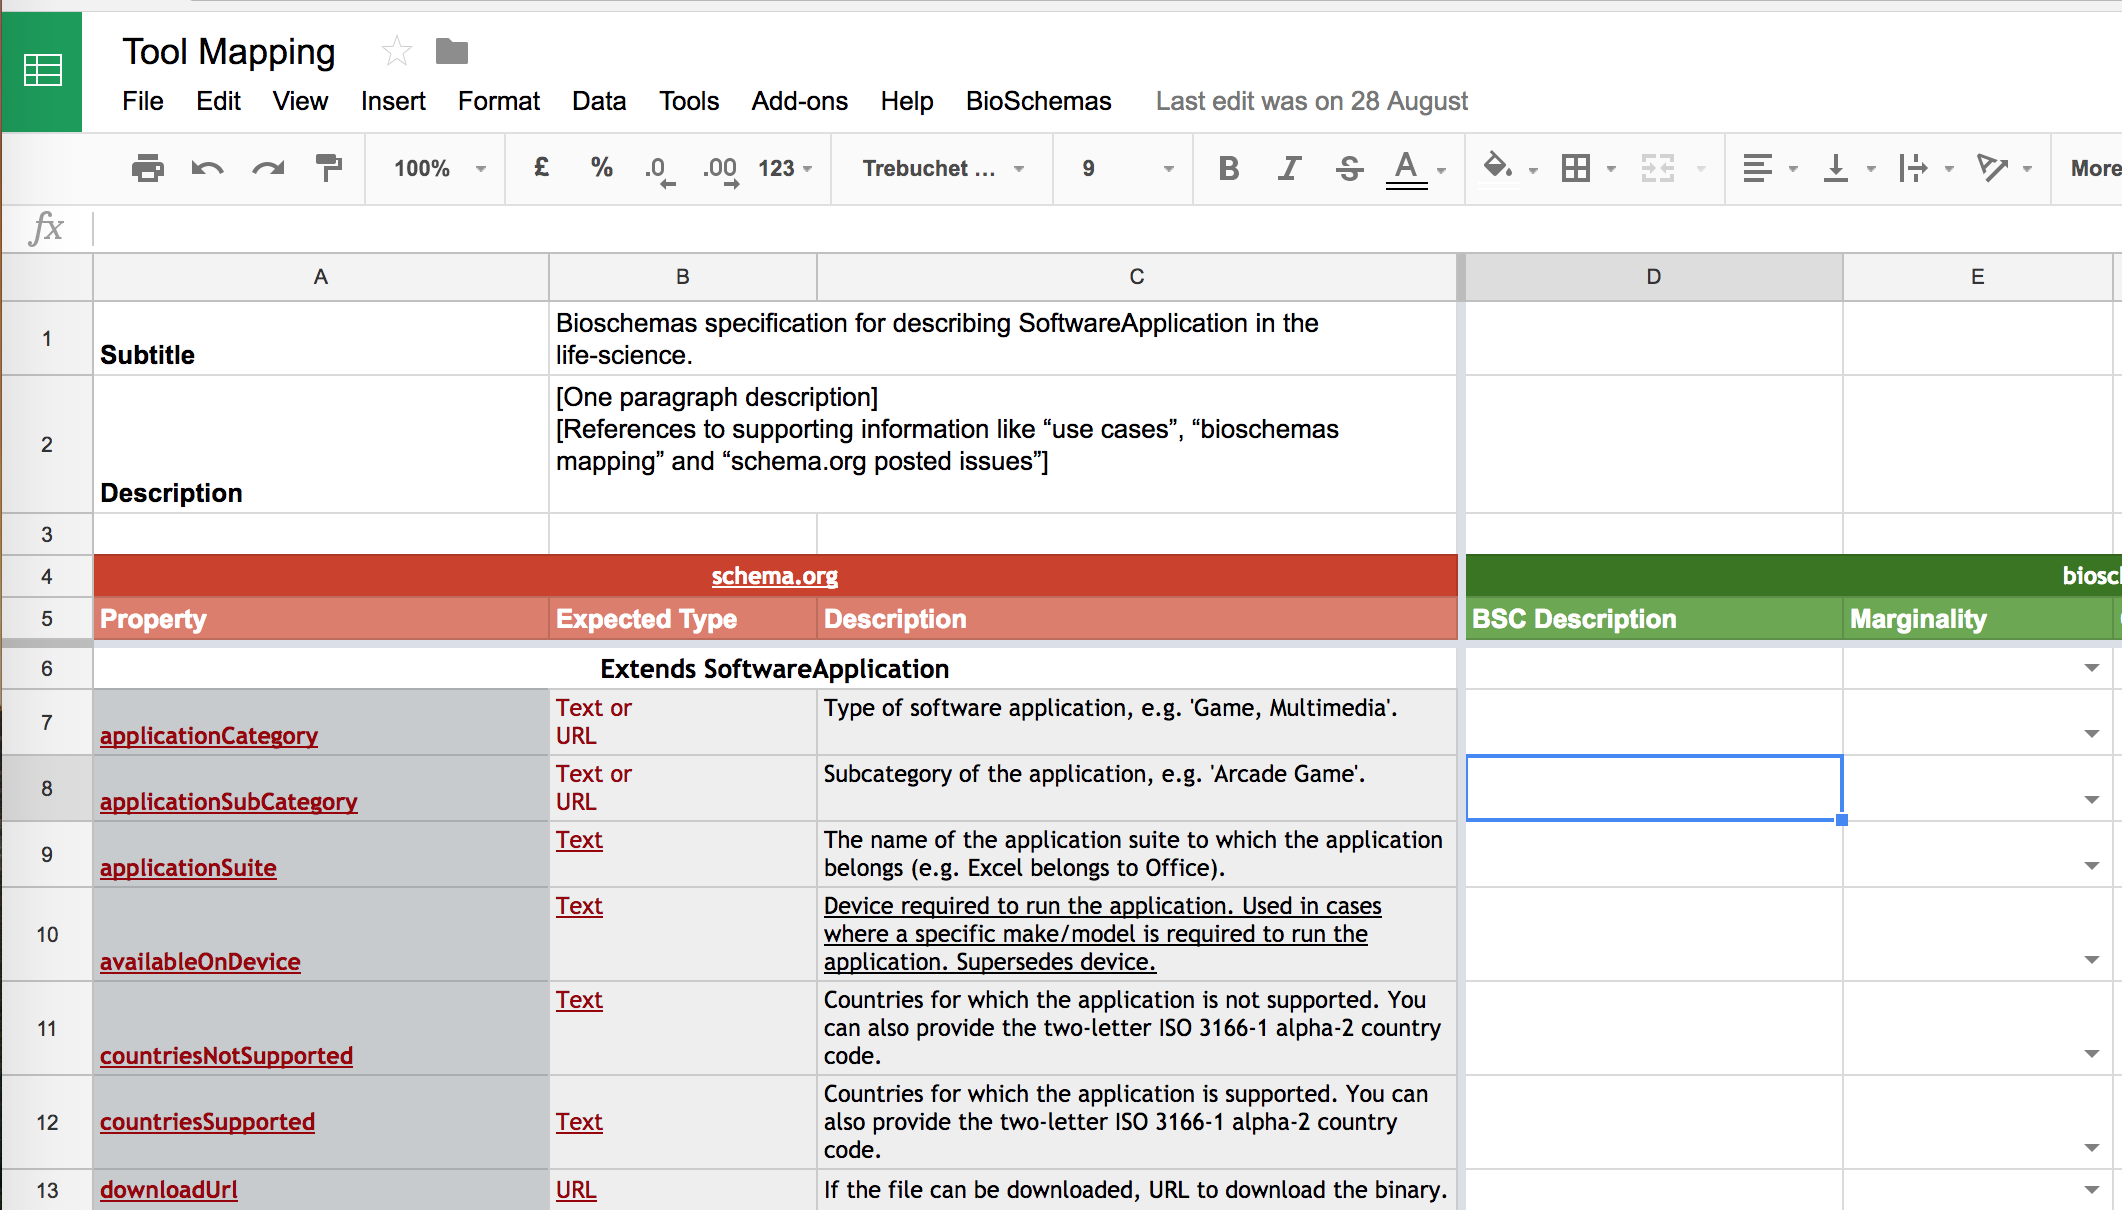 Tool Mapping
File Edit View Insert Format Data Tools Add-ons Help BioSchemas Last edit was on 28 August
100% £ % .0 .00 123 Trebuchet ... 9 B I S A More
fx
A B C D E
1 Subtitle Bioschemas specification for describing SoftwareApplication in the
life-science.
2 Description [One paragraph description]
[References to supporting information like “use cases”, “bioschemas
mapping” and “schema.org posted issues”]
3
4 schema.org
5 Property Expected Type Description BSC Description Marginality
6 Extends SoftwareApplication
7 applicationCategory Text or
URL
Type of software application, e.g. 'Game, Multimedia'.
8 applicationSubCategory Text or
URL
Subcategory of the application, e.g. 'Arcade Game'.
9 applicationSuite Text The name of the application suite to which the application
belongs (e.g. Excel belongs to Office).
10 availableOnDevice Text Device required to run the application. Used in cases
where a specific make/model is required to run the
application. Supersedes device.
11 countriesNotSupported Text Countries for which the application is not supported. You
can also provide the two-letter ISO 3166-1 alpha-2 country
code.
12 countriesSupported Text Countries for which the application is supported. You can
also provide the two-letter ISO 3166-1 alpha-2 country
code.
13 downloadUrl URL If the file can be downloaded, URL to download the binary.